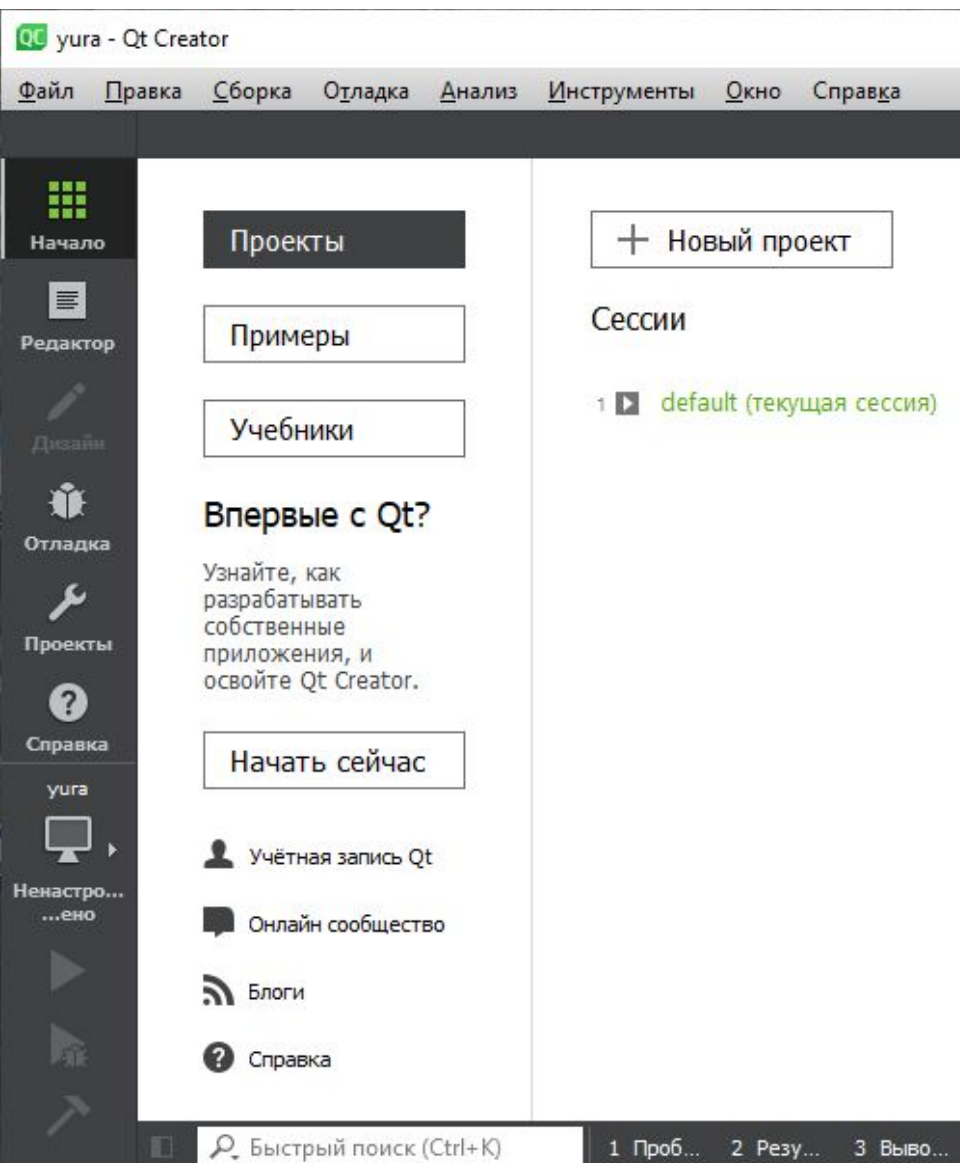 QC yura - Qt Creator
Файл Правка Сборка Отладка Анализ Инструменты Окно Справка
Начало
Редактор
Дизайн
Отладка
Проекты
Справка
yura
Ненастро...
...ено
Проекты
Примеры
Учебники
Впервые с Qt?
Узнайте, как
разрабатывать
собственные
приложения, и
освойте Qt Creator.
Начать сейчас
Учётная запись Qt
Онлайн сообщество
Блоги
Справка
Новый проект
Сессии
1 default (текущая сессия)
Быстрый поиск (Ctrl+K) 1 Проб... 2 Резу... 3 Выво...